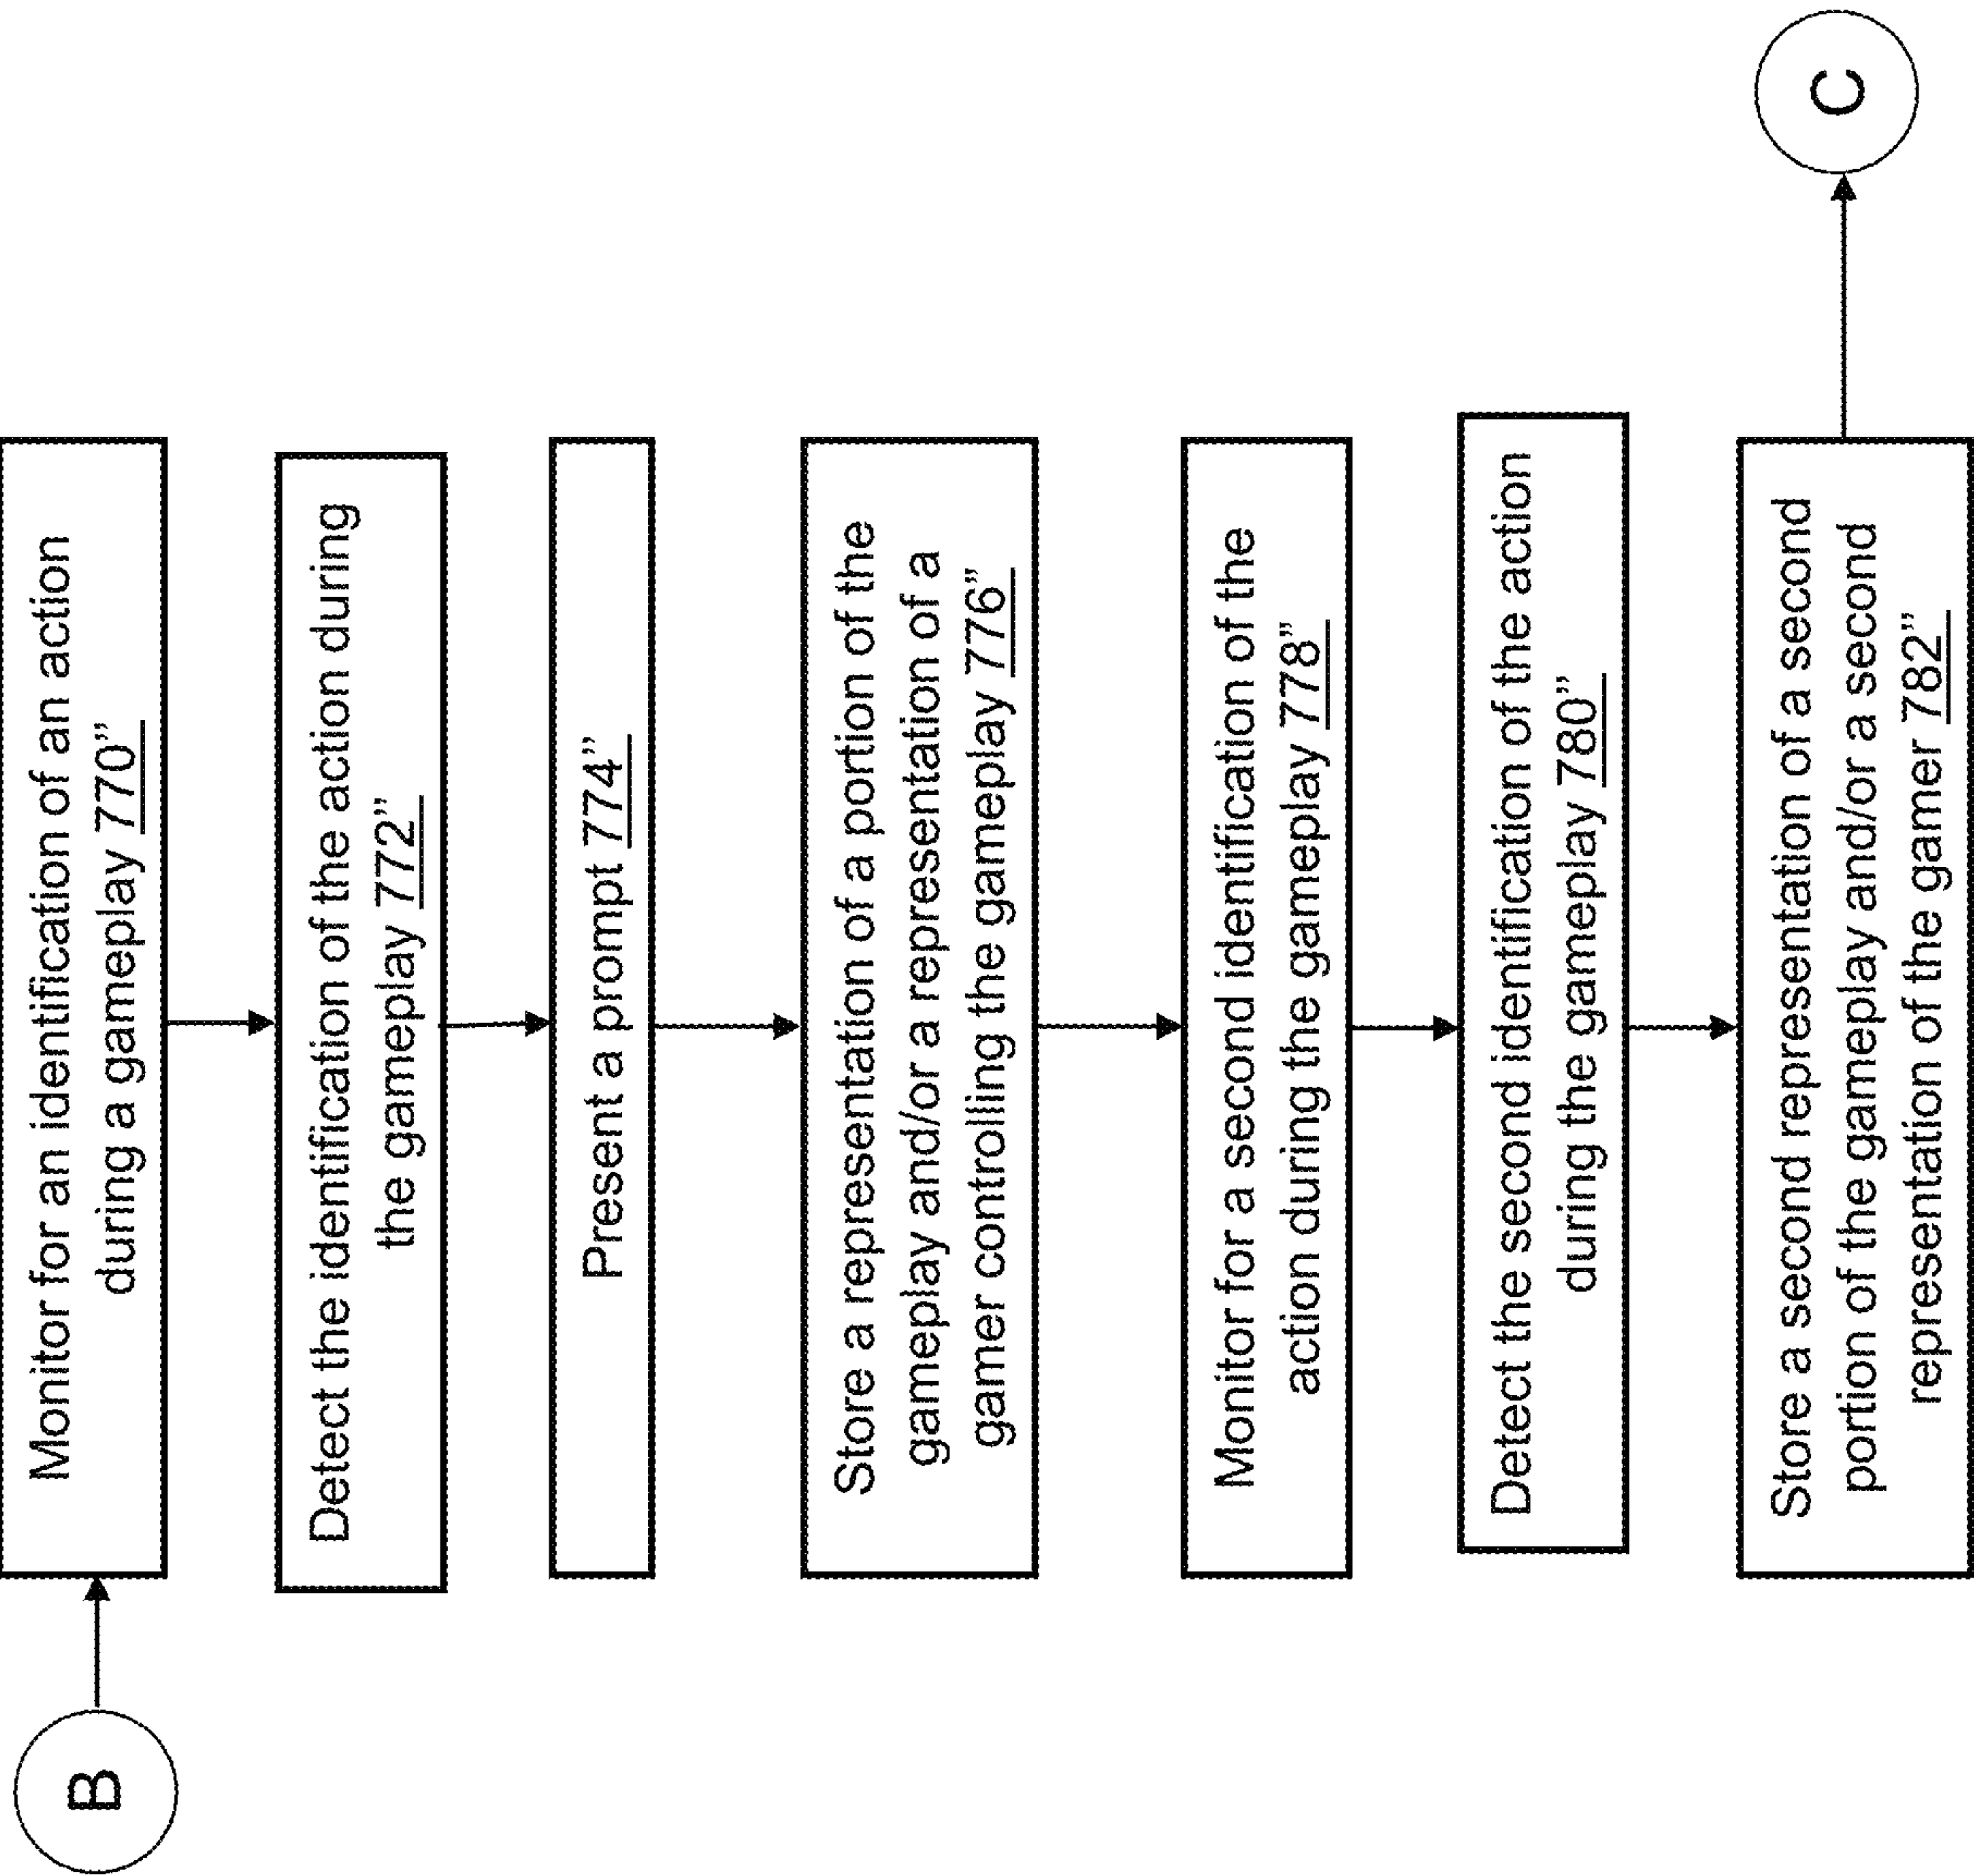 B
Monitor for an identification of an action
during a gameplay 770”
Detect the identification of the action during
the gameplay 772”
Present a prompt 774”
Store a representation of a portion of the
gameplay and/or a representation of a
gamer controlling the gameplay 776”
Monitor for a second identification of the
action during the gameplay 778”
Detect the second identification of the action
during the gameplay 780”
Store a second representation of a second
portion of the gameplay and/or a second
representation of the gamer 782”
C